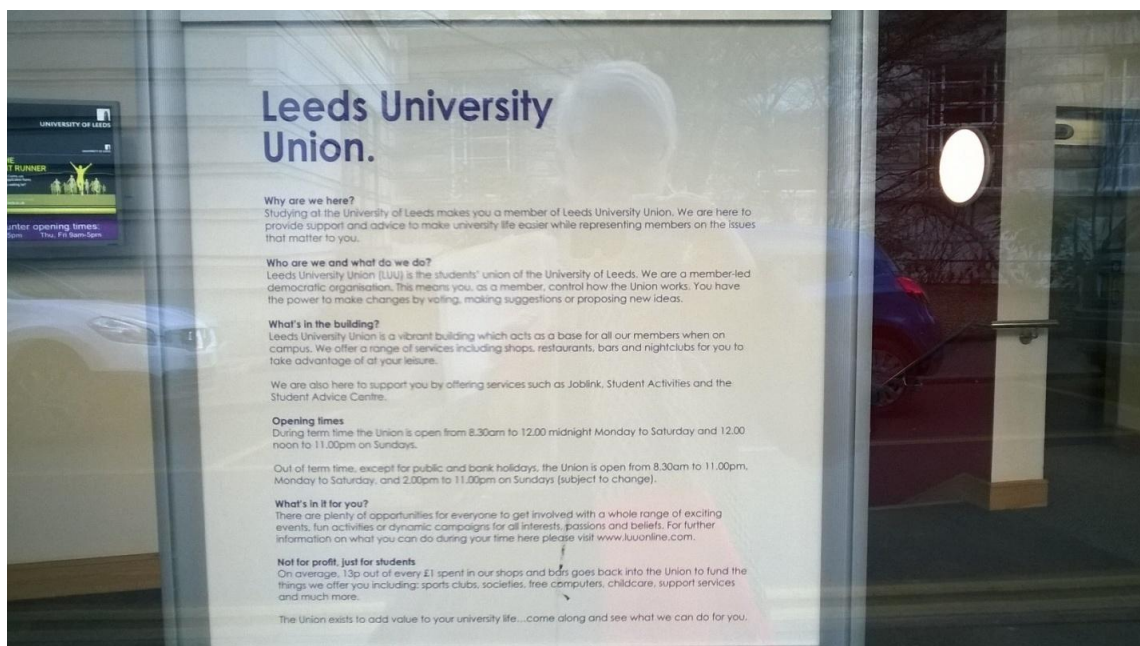 Leeds University
Union.
Why are we here?
Studying at the University of Leeds makes you a member of Leeds University Union. We are here to
provide support and advice to make university life easier while representing members on the issues
that matter to you.
Who are we and what do we do?
Leeds University Union (LUU) is the students' union of the University of Leeds. We are a member-led
democratic organisation. This means you, as a member, control how the Union works. You have
the power to make changes by voting, making suggestions or proposing new ideas.
What's in the building?
Leeds University Union is a vibrant building which acts as a base for all our members when on
campus. We offer a range of services including shops, restaurants, bars and nightclubs for you to
take advantage of at your leisure.
We are also here to support you by offering services such as Joblink, Student Activities and the
Student Advice Centre.
Opening times
During term time the Union is open from 8.30am to 12.00 midnight Monday to Saturday and 12.00
noon to 11.00pm on Sundays.
Out of term time, except for public and bank holidays, the Union is open from 8.30am to 11.00pm,
Monday to Saturday, and 2.00pm to 11.00pm on Sundays (subject to change).
What's in it for you?
There are plenty of opportunities for everyone to get involved with a whole range of exciting
events, fun activities or dynamic campaigns for all interests, passions and beliefs. For further
information on what you can do during your time here please visit www.luuonline.com.
Not for profit, just for students
On average, 13p out of every £1 spent in our shops and bars goes back into the Union to fund the
things we offer you including: sports clubs, societies, free computers, childcare, support services
and much more.
The Union exists to add value to your university life...come along and see what we can do for you.
UNIVERSITY OF LEEDS
RUNNER
opening times:
5pm Thu, Fri 9am-5pm